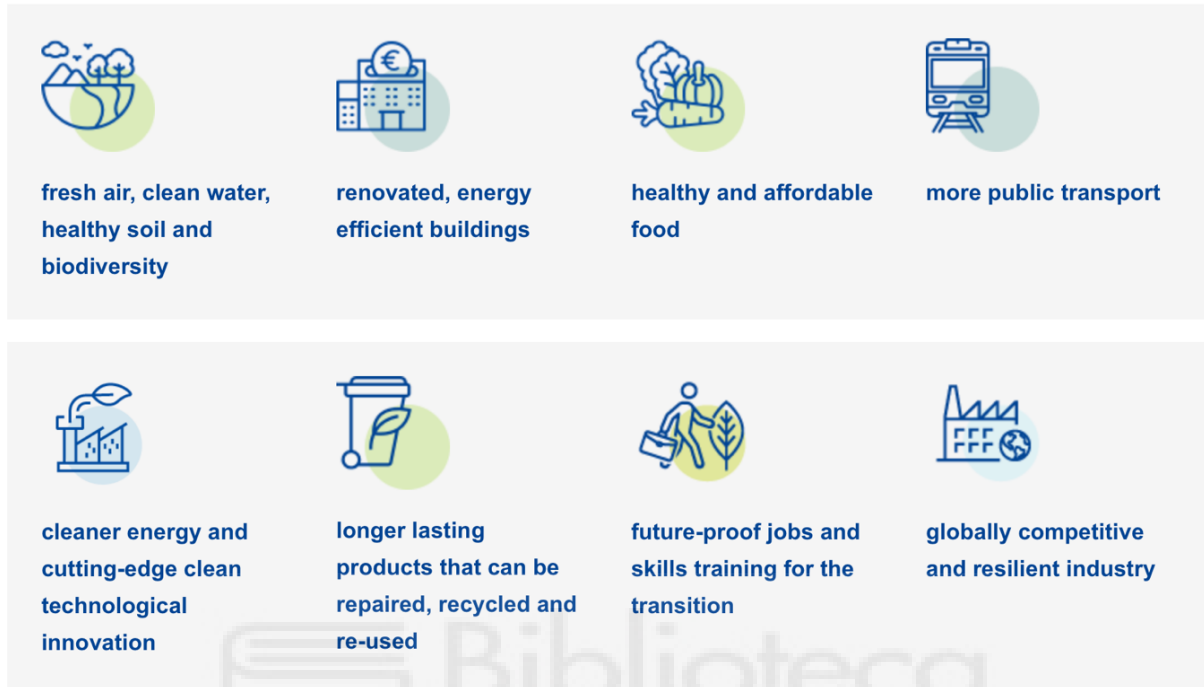 €
fresh air, clean water,
healthy soil and
biodiversity
renovated, energy
efficient buildings
healthy and affordable
food
more public transport
cleaner energy and
cutting-edge clean
technological
innovation
longer lasting
products that can be
repaired, recycled and
re-used
future-proof jobs and
skills training for the
transition
globally competitive
and resilient industry
Biblioteca